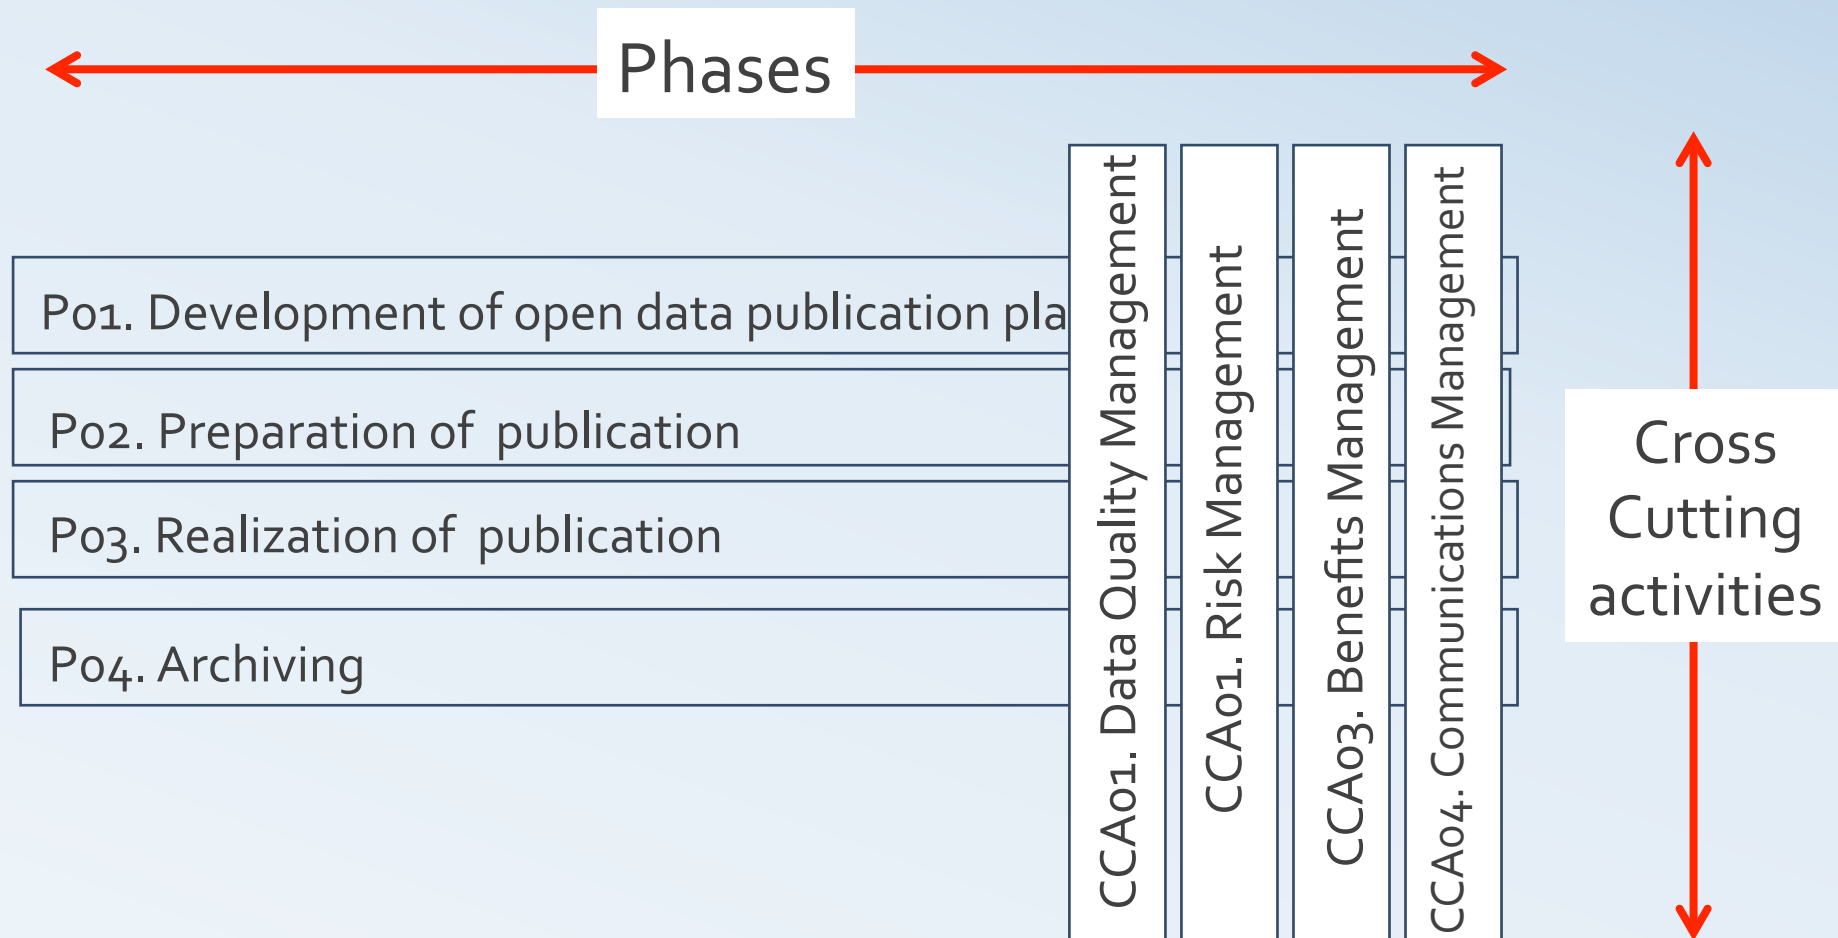 Phases
P01. Development of open data publication pla
P02. Preparation of publication
P03. Realization of publication
P04. Archiving
CCA01. Data Quality Management
CCA01. Risk Management
CCA03. Benefits Management
CCA04. Communications Management
Cross
Cutting
activities